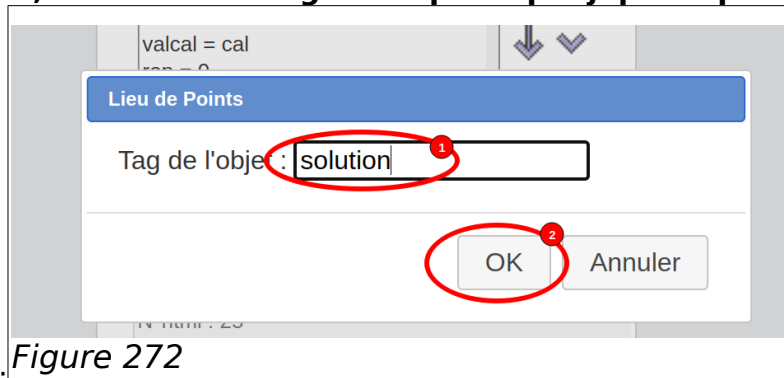 valcal = cal
Lieu de Points
Tag de l'objet : solution
1
2
OK Annuler
Figure 272